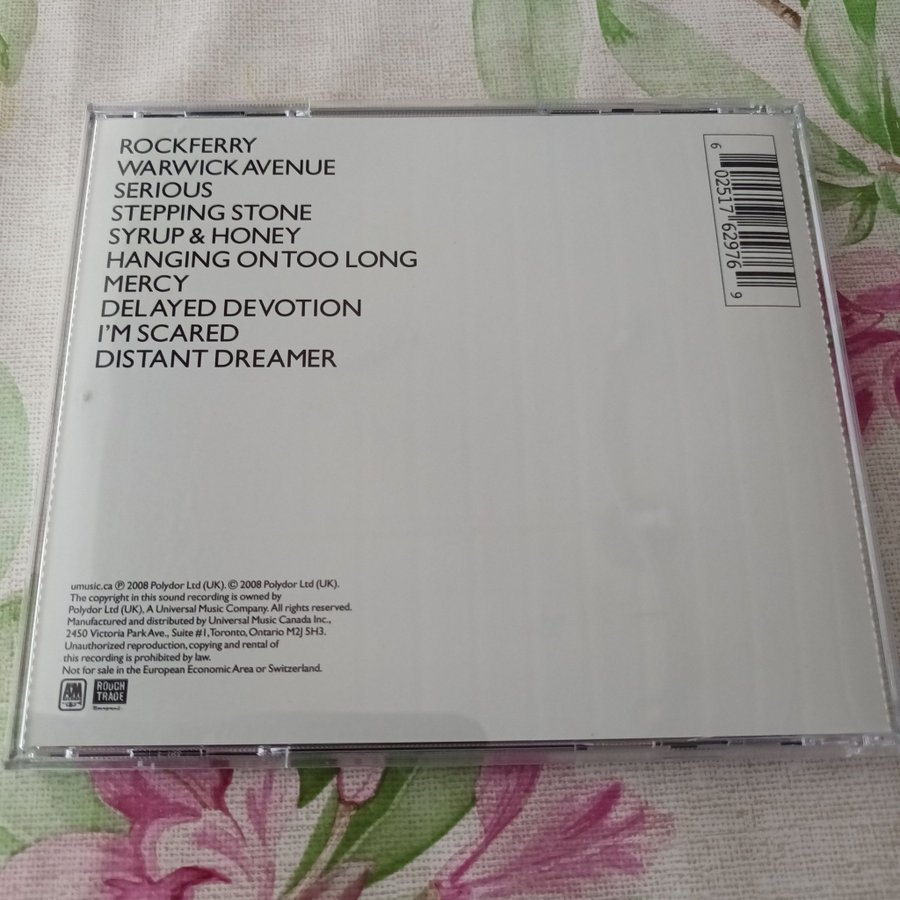 ROCKFERRY
WARWICK AVENUE
SERIOUS
STEPPING STONE
SYRUP & HONEY
HANGING ON TOO LONG
MERCY
DELAYED DEVOTION
I'M SCARED
DISTANT DREAMER
6 02517 62976 9
umusic.ca ℗ 2008 Polydor Ltd (UK). © 2008 Polydor Ltd (UK).
The copyright in this sound recording is owned by
Polydor Ltd (UK), A Universal Music Company. All rights reserved.
Manufactured and distributed by Universal Music Canada Inc.,
2450 Victoria Park Ave., Suite #1, Toronto, Ontario M2J 5H3.
Unauthorized reproduction, copying and rental of
this recording is prohibited by law.
Not for sale in the European Economic Area or Switzerland.
A&M
ROUGH
TRADE